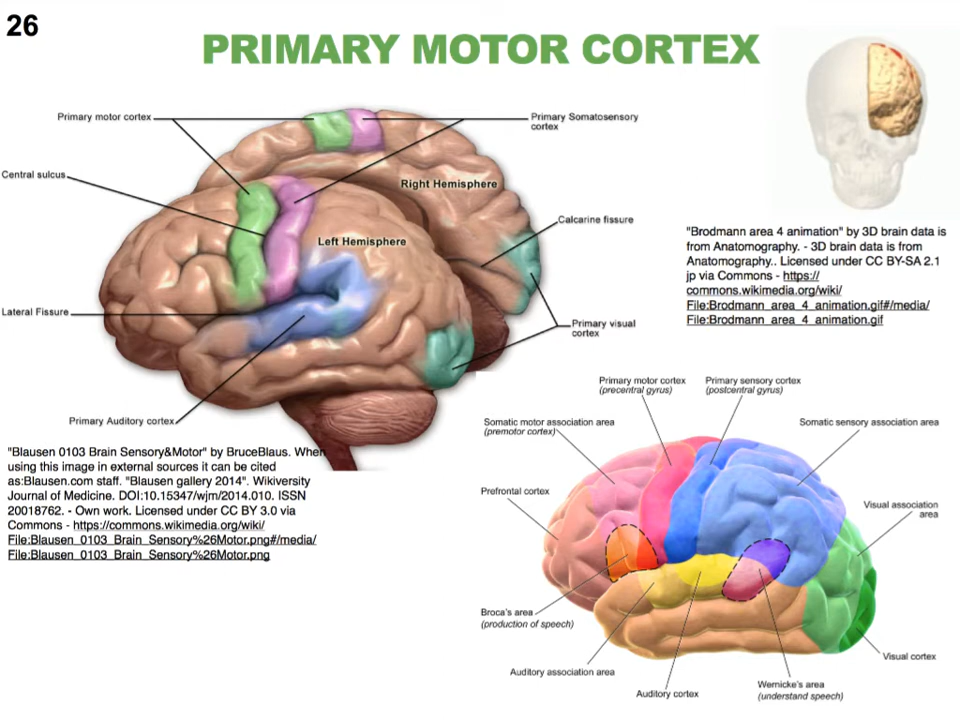 26
PRIMARY MOTOR CORTEX
Primary motor cortex
Primary Somatosensory
cortex
Central sulcus
Right Hemisphere
Calcarine fissure
Left Hemisphere
Lateral Fissure
Primary visual
cortex
Primary Auditory cortex
"Brodmann area 4 animation" by 3D brain data is
from Anatomography. - 3D brain data is from
Anatomography.. Licensed under CC BY-SA 2.1
jp via Commons - https://
commons.wikimedia.org/wiki/
File:Brodmann_area_4_animation.gif#/media/
File:Brodmann_area_4_animation.gif
"Blausen 0103 Brain Sensory&Motor" by BruceBlaus. When
using this image in external sources it can be cited
as:Blausen.com staff. "Blausen gallery 2014". Wikiversity
Journal of Medicine. DOI:10.15347/wjm/2014.010. ISSN
20018762. - Own work. Licensed under CC BY 3.0 via
Commons - https://commons.wikimedia.org/wiki/
File:Blausen_0103_Brain_Sensory%26Motor.png#/media/
File:Blausen_0103_Brain_Sensory%26Motor.png
Primary motor cortex
(precentral gyrus)
Primary sensory cortex
(postcentral gyrus)
Somatic motor association area
(premotor cortex)
Somatic sensory association area
Prefrontal cortex
Visual association
area
Broca's area
(production of speech)
Visual cortex
Auditory association area
Auditory cortex
Wernicke's area
(understand speech)